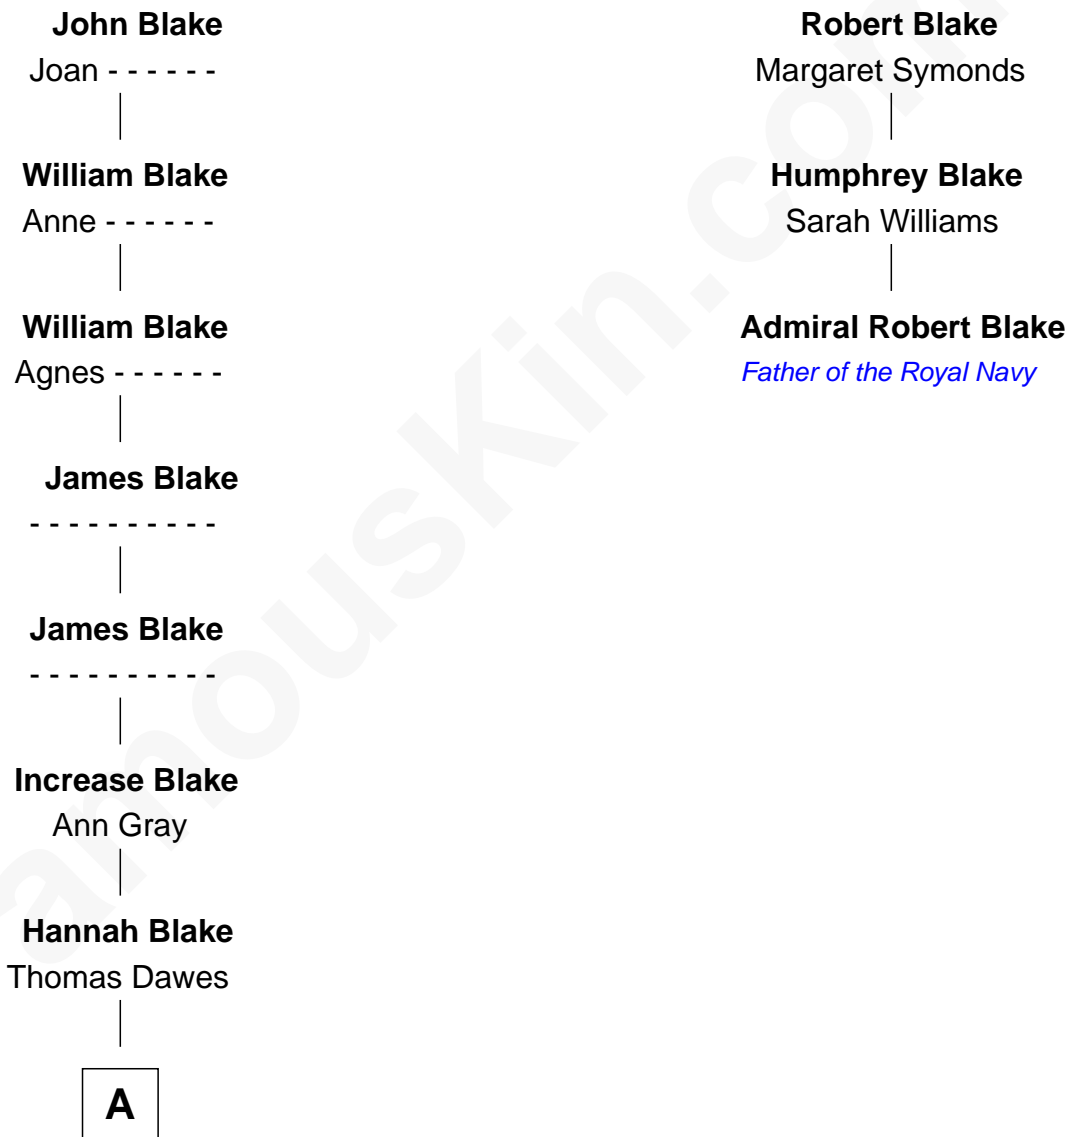 John Blake
Joan - - - - - -
William Blake
Anne - - - - - -
William Blake
Agnes - - - - - -
James Blake
- - - - - - - - - -
James Blake
- - - - - - - - - -
Increase Blake
Ann Gray
Hannah Blake
Thomas Dawes
A
Robert Blake
Margaret Symonds
Humphrey Blake
Sarah Williams
Admiral Robert Blake
Father of the Royal Navy
amouskin.com